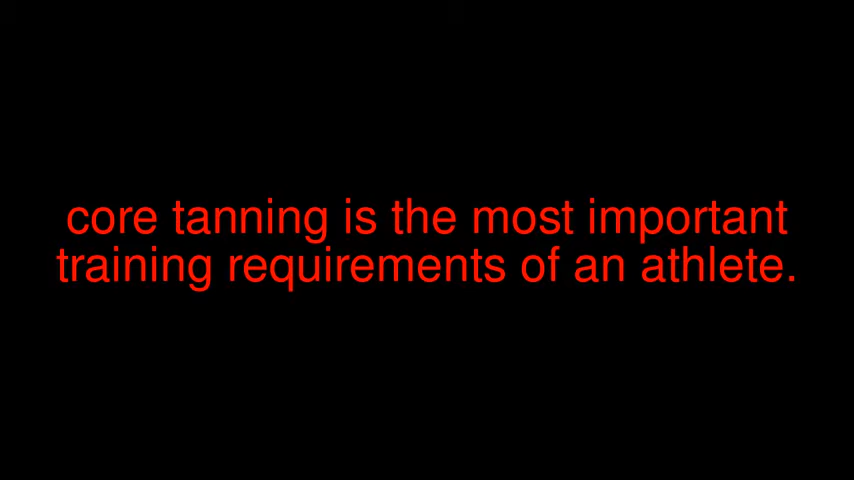 core tanning is the most important
training requirements of an athlete.